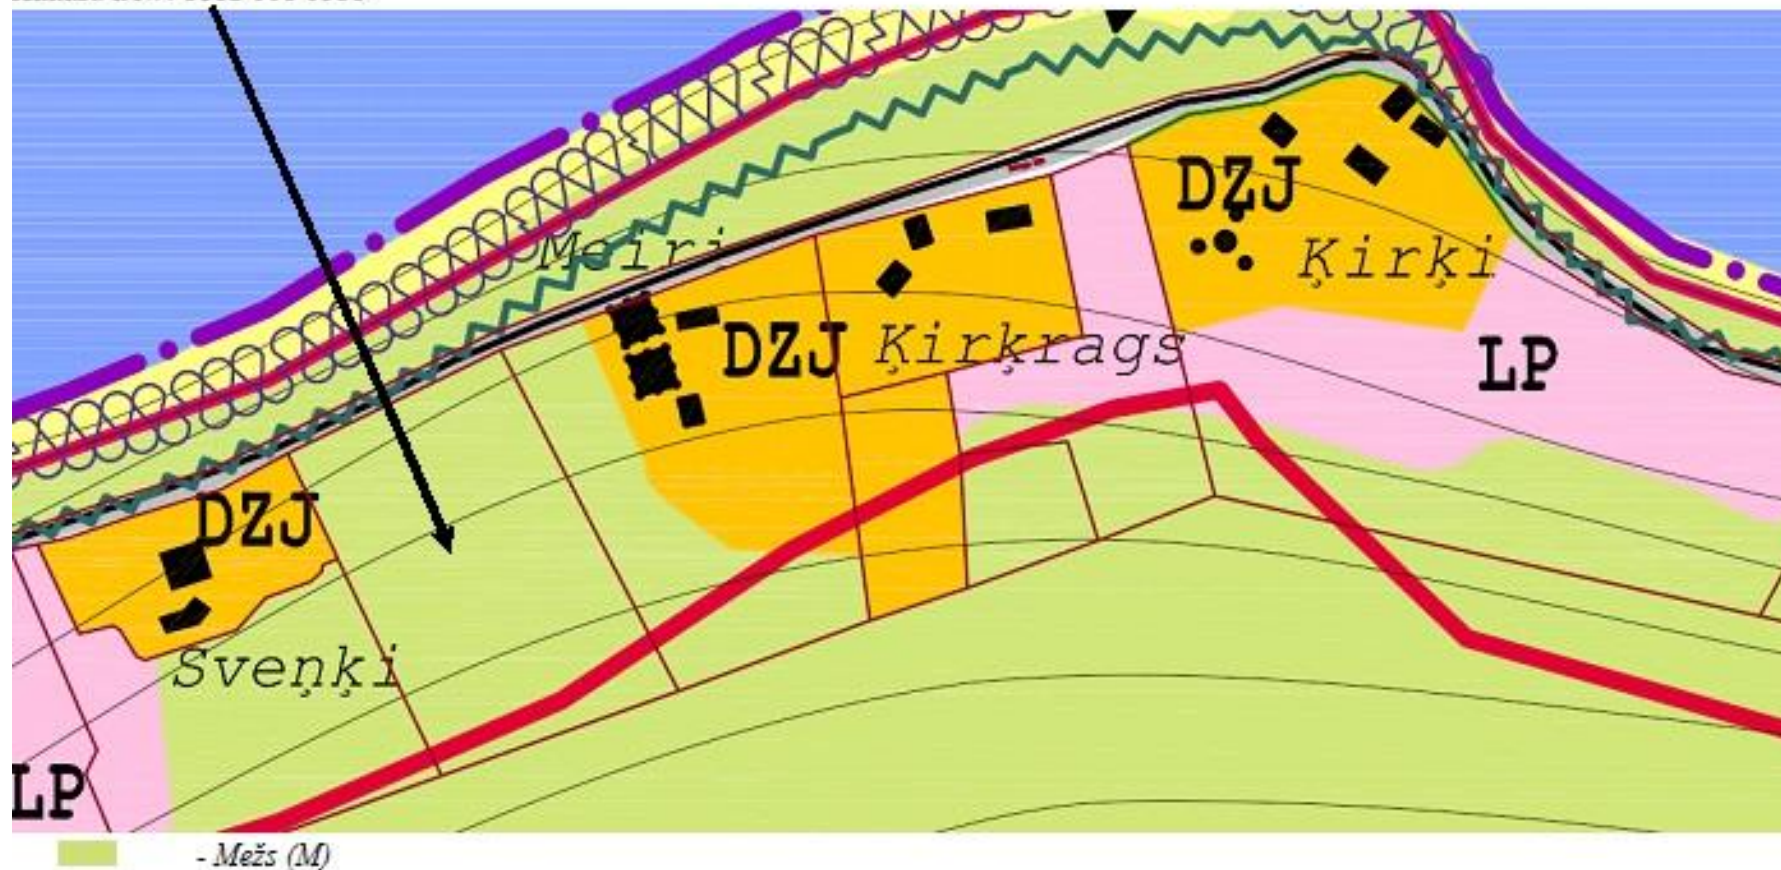 DZJ
Ķirķi
Meiri
DZJ
Ķirķrags
LP
DZJ
Sveņķi
LP
- Mežs (M)